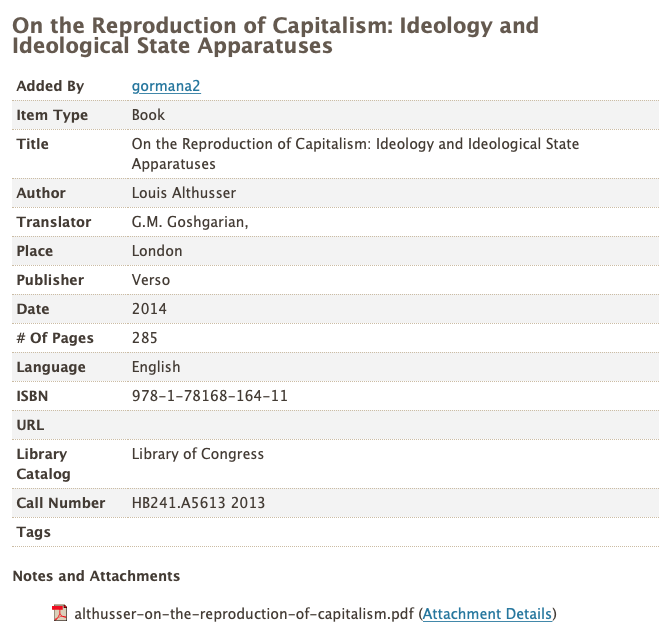 On the Reproduction of Capitalism: Ideology and
Ideological State Apparatuses
Added By gormana2
Item Type Book
Title On the Reproduction of Capitalism: Ideology and Ideological State
Apparatuses
Author Louis Althusser
Translator G.M. Goshgarian,
Place London
Publisher Verso
Date 2014
# Of Pages 285
Language English
ISBN 978-1-78168-164-11
URL
Library Library of Congress
Catalog
Call Number HB241.A5613 2013
Tags
Notes and Attachments
althusser-on-the-reproduction-of-capitalism.pdf (Attachment Details)